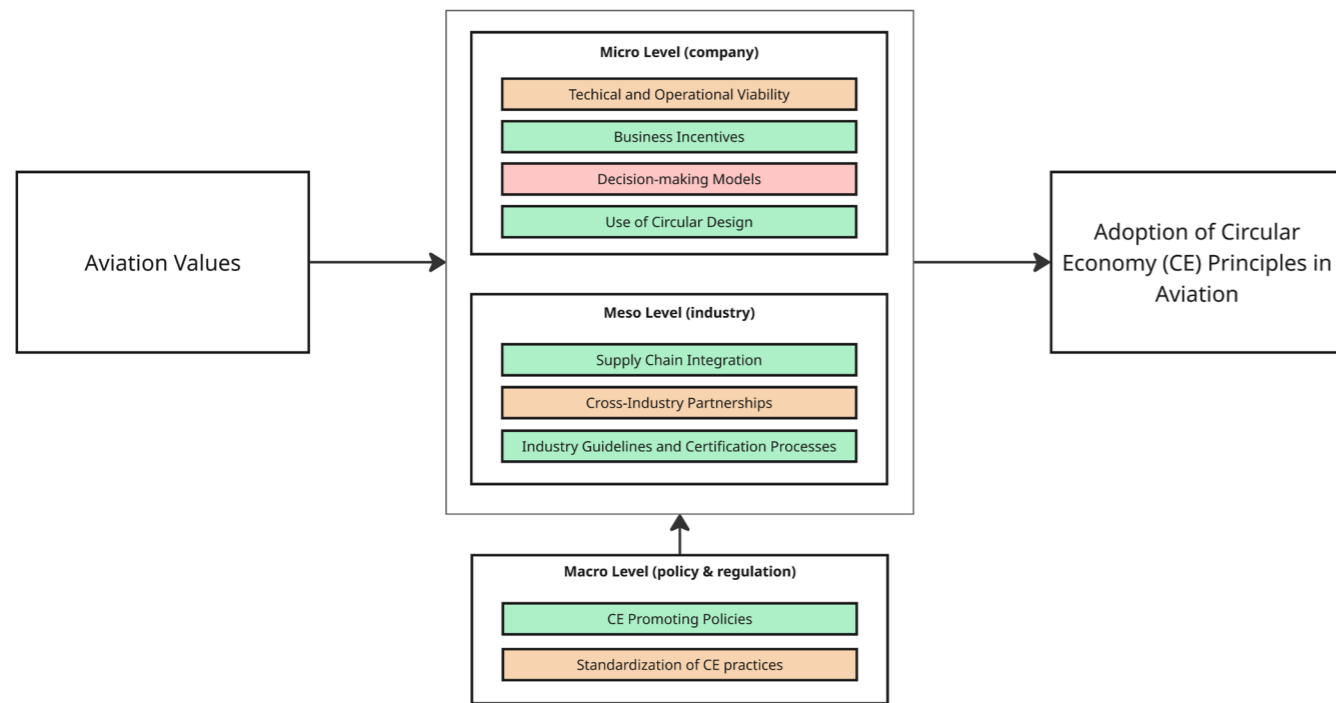 Micro Level (company)
Techical and Operational Viability
Business Incentives
Decision-making Models
Use of Circular Design
Aviation Values
Adoption of Circular
Economy (CE) Principles in
Aviation
Meso Level (industry)
Supply Chain Integration
Cross-Industry Partnerships
Industry Guidelines and Certification Processes
Macro Level (policy & regulation)
CE Promoting Policies
Standardization of CE practices